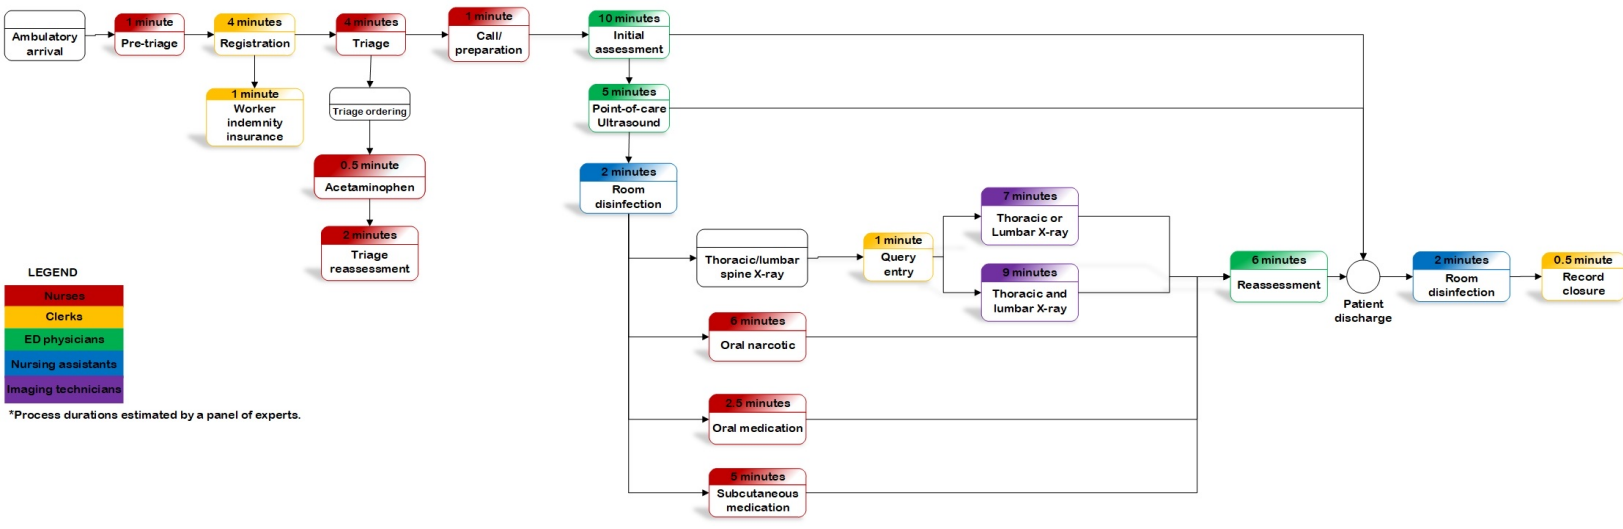 Ambulatory
arrival
1 minute
Pre-triage
4 minutes
Registration
1 minute
Worker
indemnity
insurance
4 minutes
Triage
Triage ordering
0.5 minute
Acetaminophen
2 minutes
Triage
reassessment
1 minute
Call/
preparation
10 minutes
Initial
assessment
5 minutes
Point-of-care
Ultrasound
2 minutes
Room
disinfection
Thoracic/lumbar
spine X-ray
1 minute
Query
entry
7 minutes
Thoracic or
Lumbar X-ray
9 minutes
Thoracic and
lumbar X-ray
6 minutes
Oral narcotic
2.5 minutes
Oral medication
5 minutes
Subcutaneous
medication
6 minutes
Reassessment
Patient
discharge
2 minutes
Room
disinfection
0.5 minute
Record
closure
LEGEND
Nurses
Clerks
ED physicians
Nursing assistants
Imaging technicians
*Process durations estimated by a panel of experts.